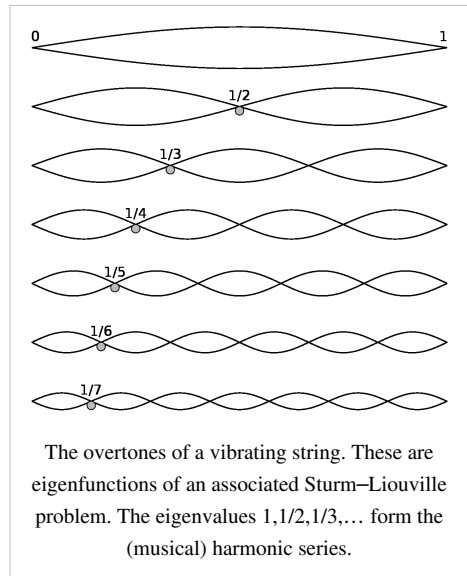 0 1
1/2
1/3
1/4
1/5
1/6
1/7
The overtones of a vibrating string. These are
eigenfunctions of an associated Sturm–Liouville
problem. The eigenvalues 1,1/2,1/3,… form the
(musical) harmonic series.